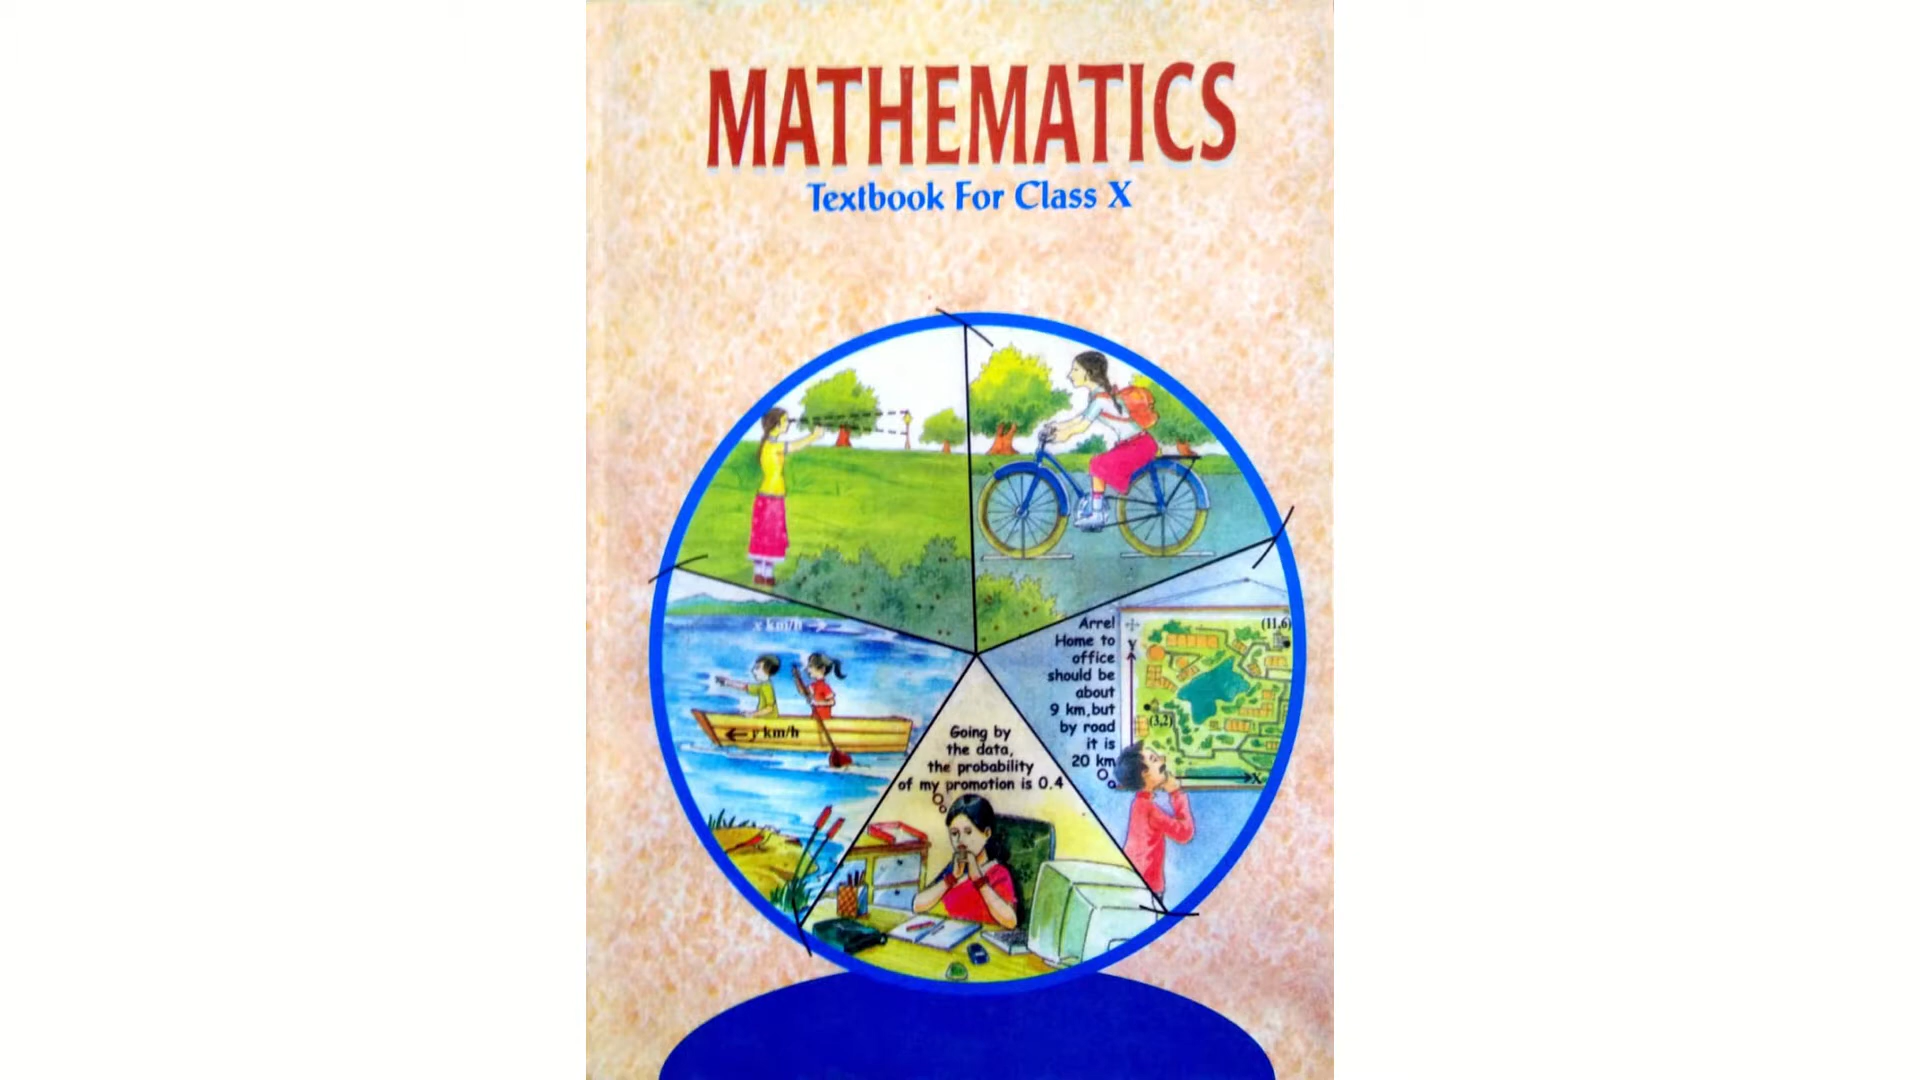 MATHEMATICS
Textbook For Class X
x km/h
y km/h
Going by
the data,
the probability
of my promotion is 0.4
Arre!
Home to
office
should be
about
9 km,but
by road
it is
20 km
(11,6)
Y
(3,2)
X